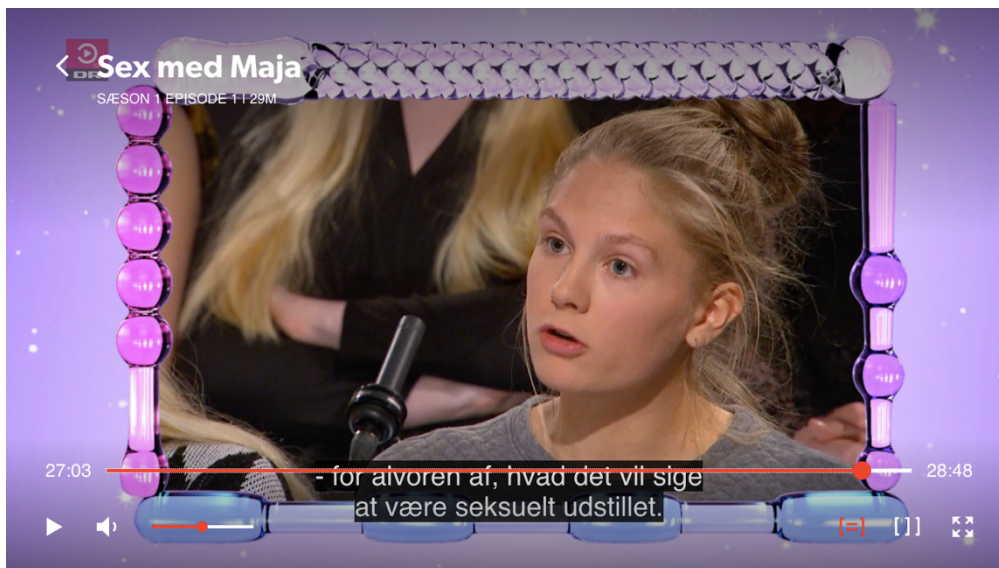 DR
Sex med Maja
SÆSON 1 EPISODE 1 | 29M
27:03
28:48
- for alvoren af, hvad det vil sige
at være seksuelt udstillet.